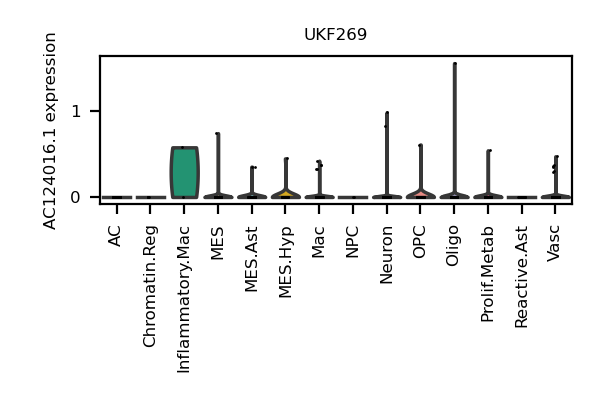 UKF269
AC124016.1 expression
1
0
AC
Chromatin.Reg
Inflammatory.Mac
MES
MES.Ast
MES.Hyp
Mac
NPC
Neuron
OPC
Oligo
Prolif.Metab
Reactive.Ast
Vasc